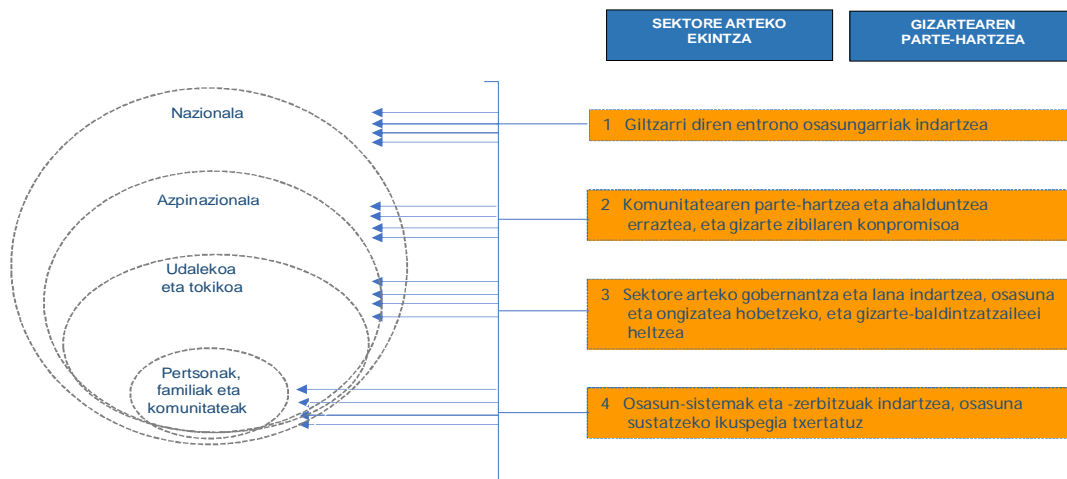 SEKTORE ARTEKO
EKINTZA
GIZARTEAREN
PARTE-HARTZEA
Nazionala
Azpinazionala
Udalekoa
eta tokikoa
Pertsonak,
familiak eta
komunitateak
1 Giltzarri diren entrono osasungarriak indartzea
2 Komunitatearen parte-hartzea eta ahalduntzea
erraztea, eta gizarte zibilaren konpromisoa
3 Sektore arteko gobernantza eta lana indartzea, osasuna
eta ongizatea hobetzeko, eta gizarte-baldintzatzaileei
heltzea
4 Osasun-sistemak eta -zerbitzuak indartzea, osasuna
sustatzeko ikuspegia txertatuz